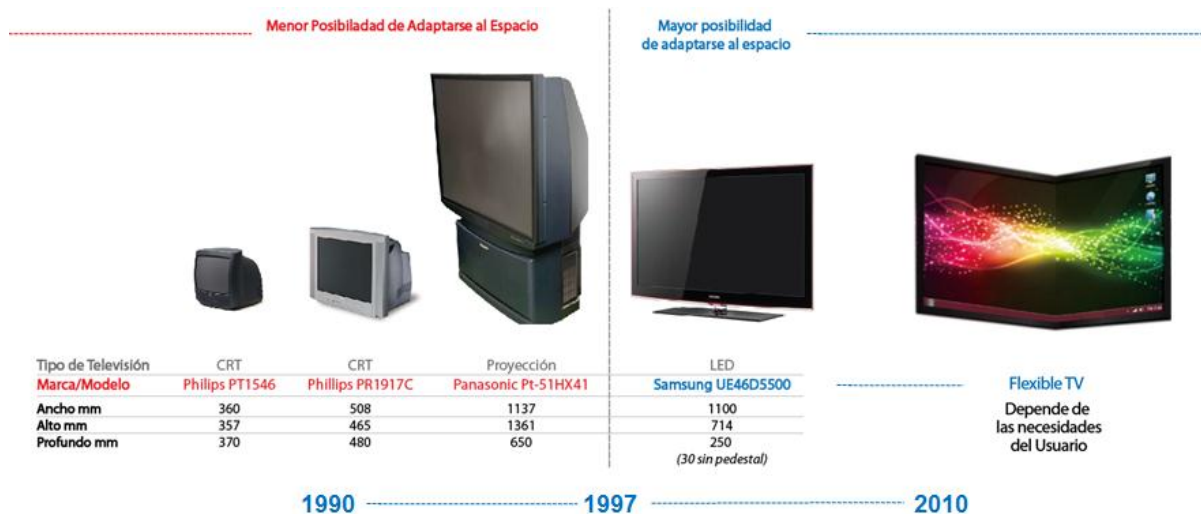 Menor Posibiladad de Adaptarse al Espacio
Mayor posibilidad
de adaptarse al espacio
Tipo de Televisión CRT CRT Proyección LED
Marca/Modelo Philips PT1546 Phillips PR1917C Panasonic Pt-51HX41 Samsung UE46D5500 Flexible TV
Ancho mm 360 508 1137 1100
Alto mm 357 465 1361 714
Profundo mm 370 480 650 250
(30 sin pedestal)
Depende de
las necesidades
del Usuario
1990 1997 2010